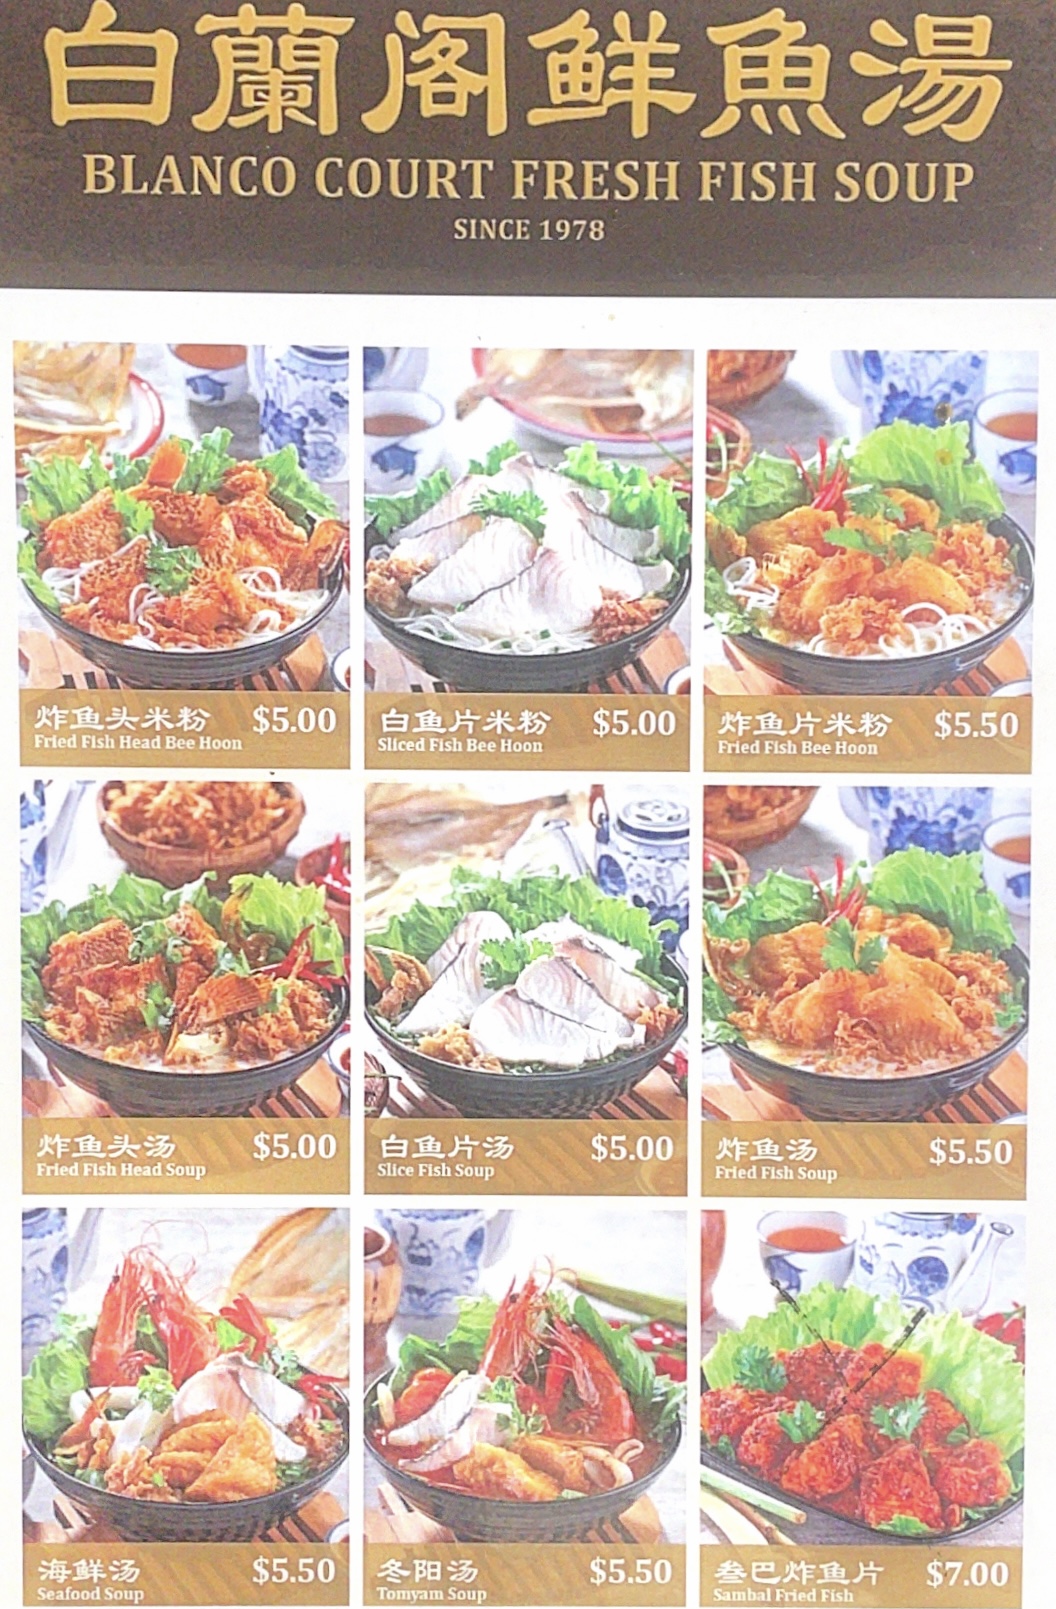 白蘭阁鲜魚湯
BLANCO COURT FRESH FISH SOUP
SINCE 1978
炸鱼头米粉 $5.00
Fried Fish Head Bee Hoon
白鱼片米粉 $5.00
Sliced Fish Bee Hoon
炸鱼片米粉 $5.50
Fried Fish Bee Hoon
炸鱼头汤 $5.00
Fried Fish Head Soup
白鱼片汤 $5.00
Slice Fish Soup
炸鱼汤 $5.50
Fried Fish Soup
海鲜汤 $5.50
Seafood Soup
冬阳汤 $5.50
Tomyam Soup
叁巴炸鱼片 $7.00
Sambal Fried Fish